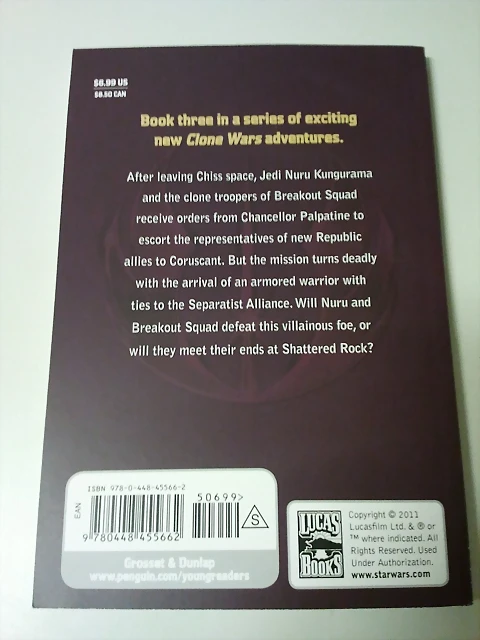 $6.99 US
$8.50 CAN
Book three in a series of exciting
new Clone Wars adventures.
After leaving Chiss space, Jedi Nuru Kungurama
and the clone troopers of Breakout Squad
receive orders from Chancellor Palpatine to
escort the representatives of new Republic
allies to Coruscant. But the mission turns deadly
with the arrival of an armored warrior with
ties to the Separatist Alliance. Will Nuru and
Breakout Squad defeat this villainous foe, or
will they meet their ends at Shattered Rock?
ISBN 978-0-448-45566-2
50699>
EAN
S
9 780448 455662
Grosset & Dunlap
www.penguin.com/youngreaders
LUCAS
BOOKS
Copyright © 2011
Lucasfilm Ltd. & ® or
™ where indicated. All
Rights Reserved. Used
Under Authorization.
www.starwars.com